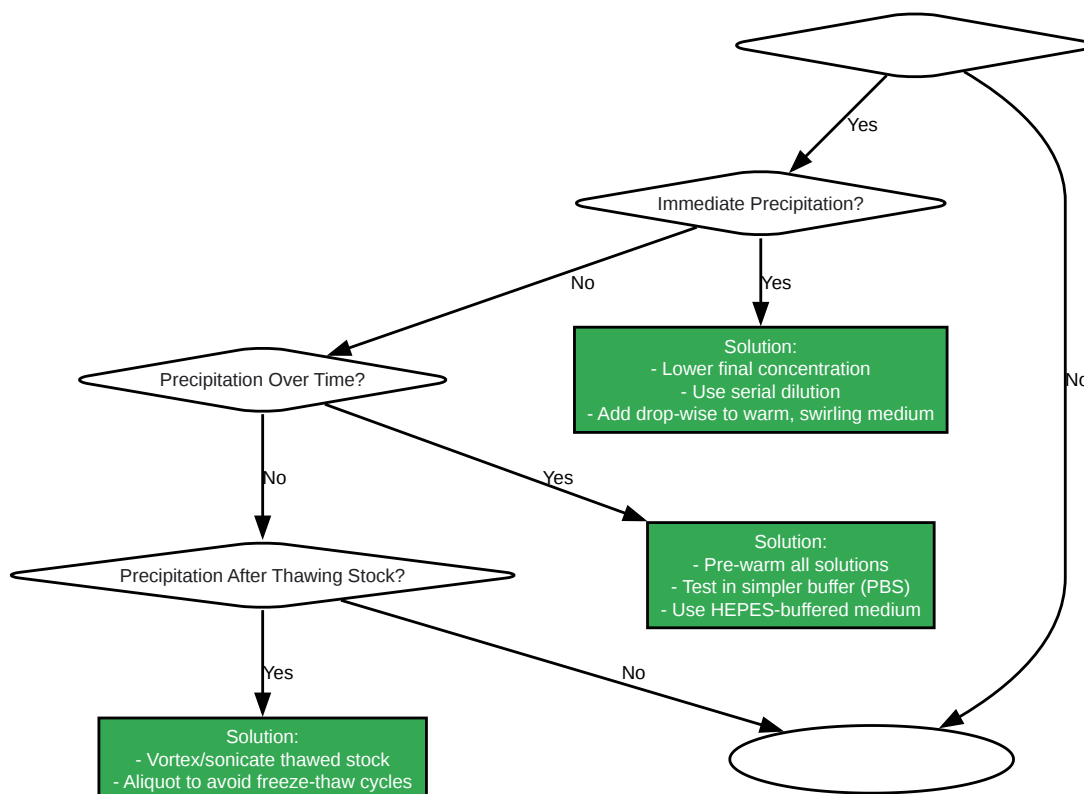 Yes
Immediate Precipitation?
No
Yes
No
Solution:
- Lower final concentration
- Use serial dilution
- Add drop-wise to warm, swirling medium
Precipitation Over Time?
No
Yes
Solution:
- Pre-warm all solutions
- Test in simpler buffer (PBS)
- Use HEPES-buffered medium
Precipitation After Thawing Stock?
Yes
No
Solution:
- Vortex/sonicate thawed stock
- Aliquot to avoid freeze-thaw cycles